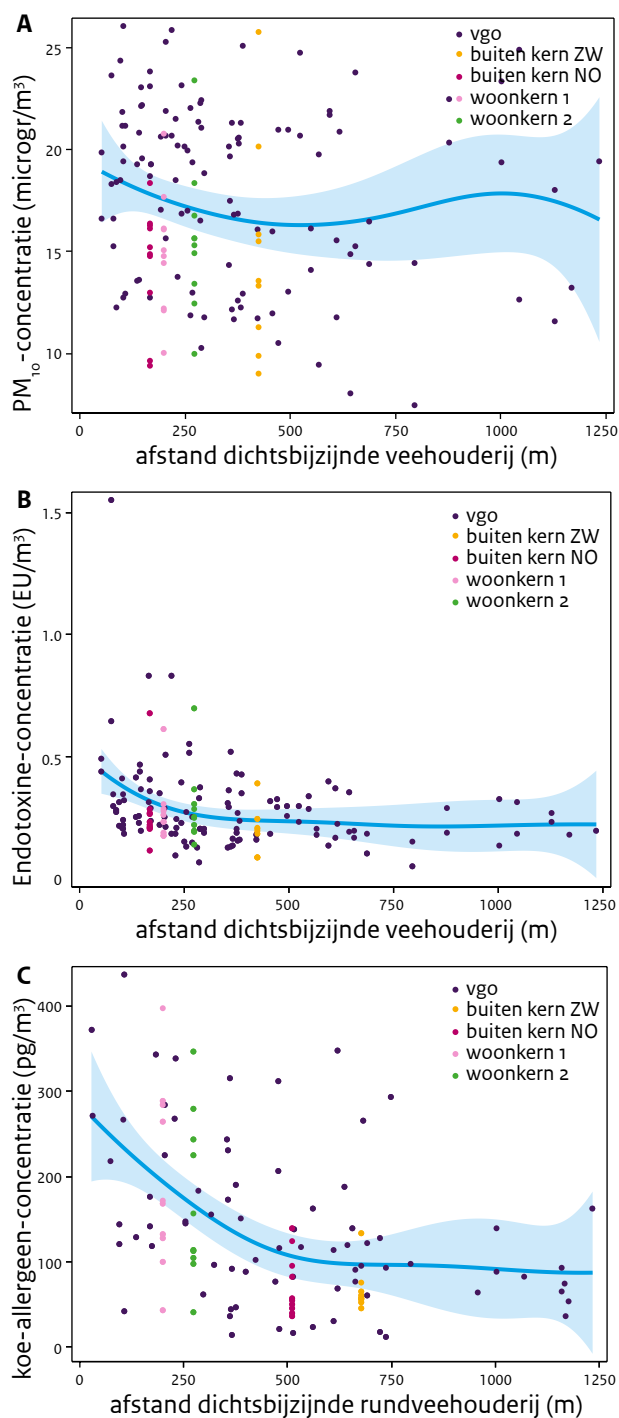 A
PM₁₀-concentratie (microgr/m³)
25
20
15
10
vgo
buiten kern ZW
buiten kern NO
woonkern 1
woonkern 2
0 250 500 750 1000 1250
afstand dichtsbijzijnde veehouderij (m)
B
Endotoxine-concentratie (EU/m³)
1.5
1.0
0.5
0
vgo
buiten kern ZW
buiten kern NO
woonkern 1
woonkern 2
0 250 500 750 1000 1250
afstand dichtsbijzijnde veehouderij (m)
C
koe-allergeen-concentratie (pg/m³)
400
300
200
100
0
vgo
buiten kern ZW
buiten kern NO
woonkern 1
woonkern 2
0 250 500 750 1000 1250
afstand dichtsbijzijnde rundveehouderij (m)